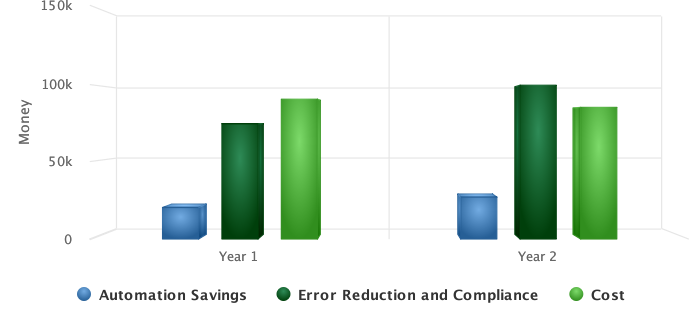 150k
100k
Money
50k
0
Year 1
Year 2
Automation Savings
Error Reduction and Compliance
Cost